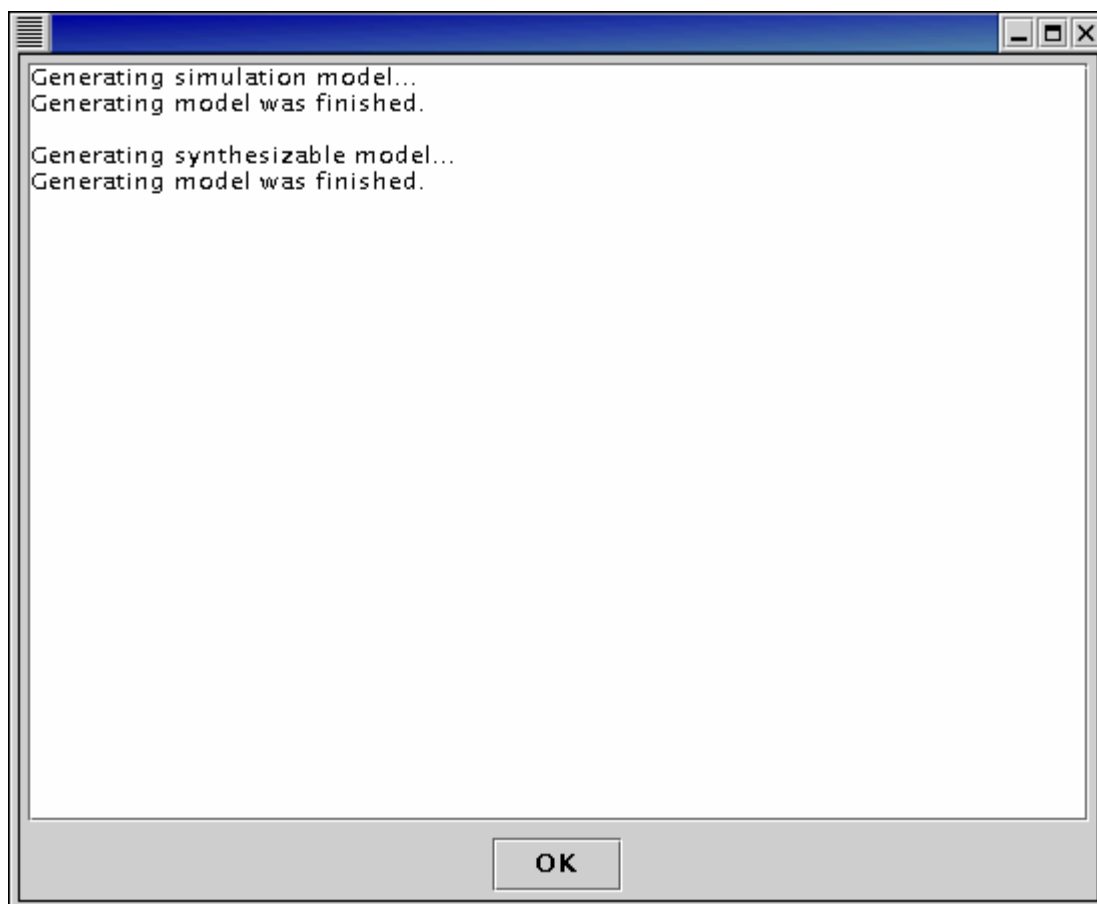 Generating simulation model...
Generating model was finished.
Generating synthesizable model...
Generating model was finished.
OK